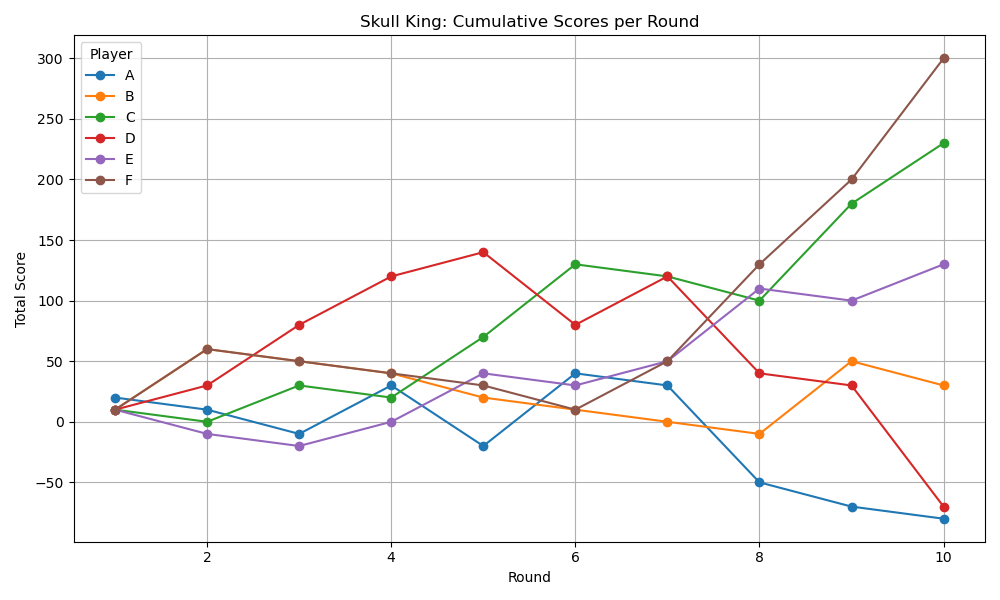 Skull King: Cumulative Scores per Round
Player
A
B
C
D
E
F
Total Score
300
250
200
150
100
50
0
−50
2 4 6 8 10
Round